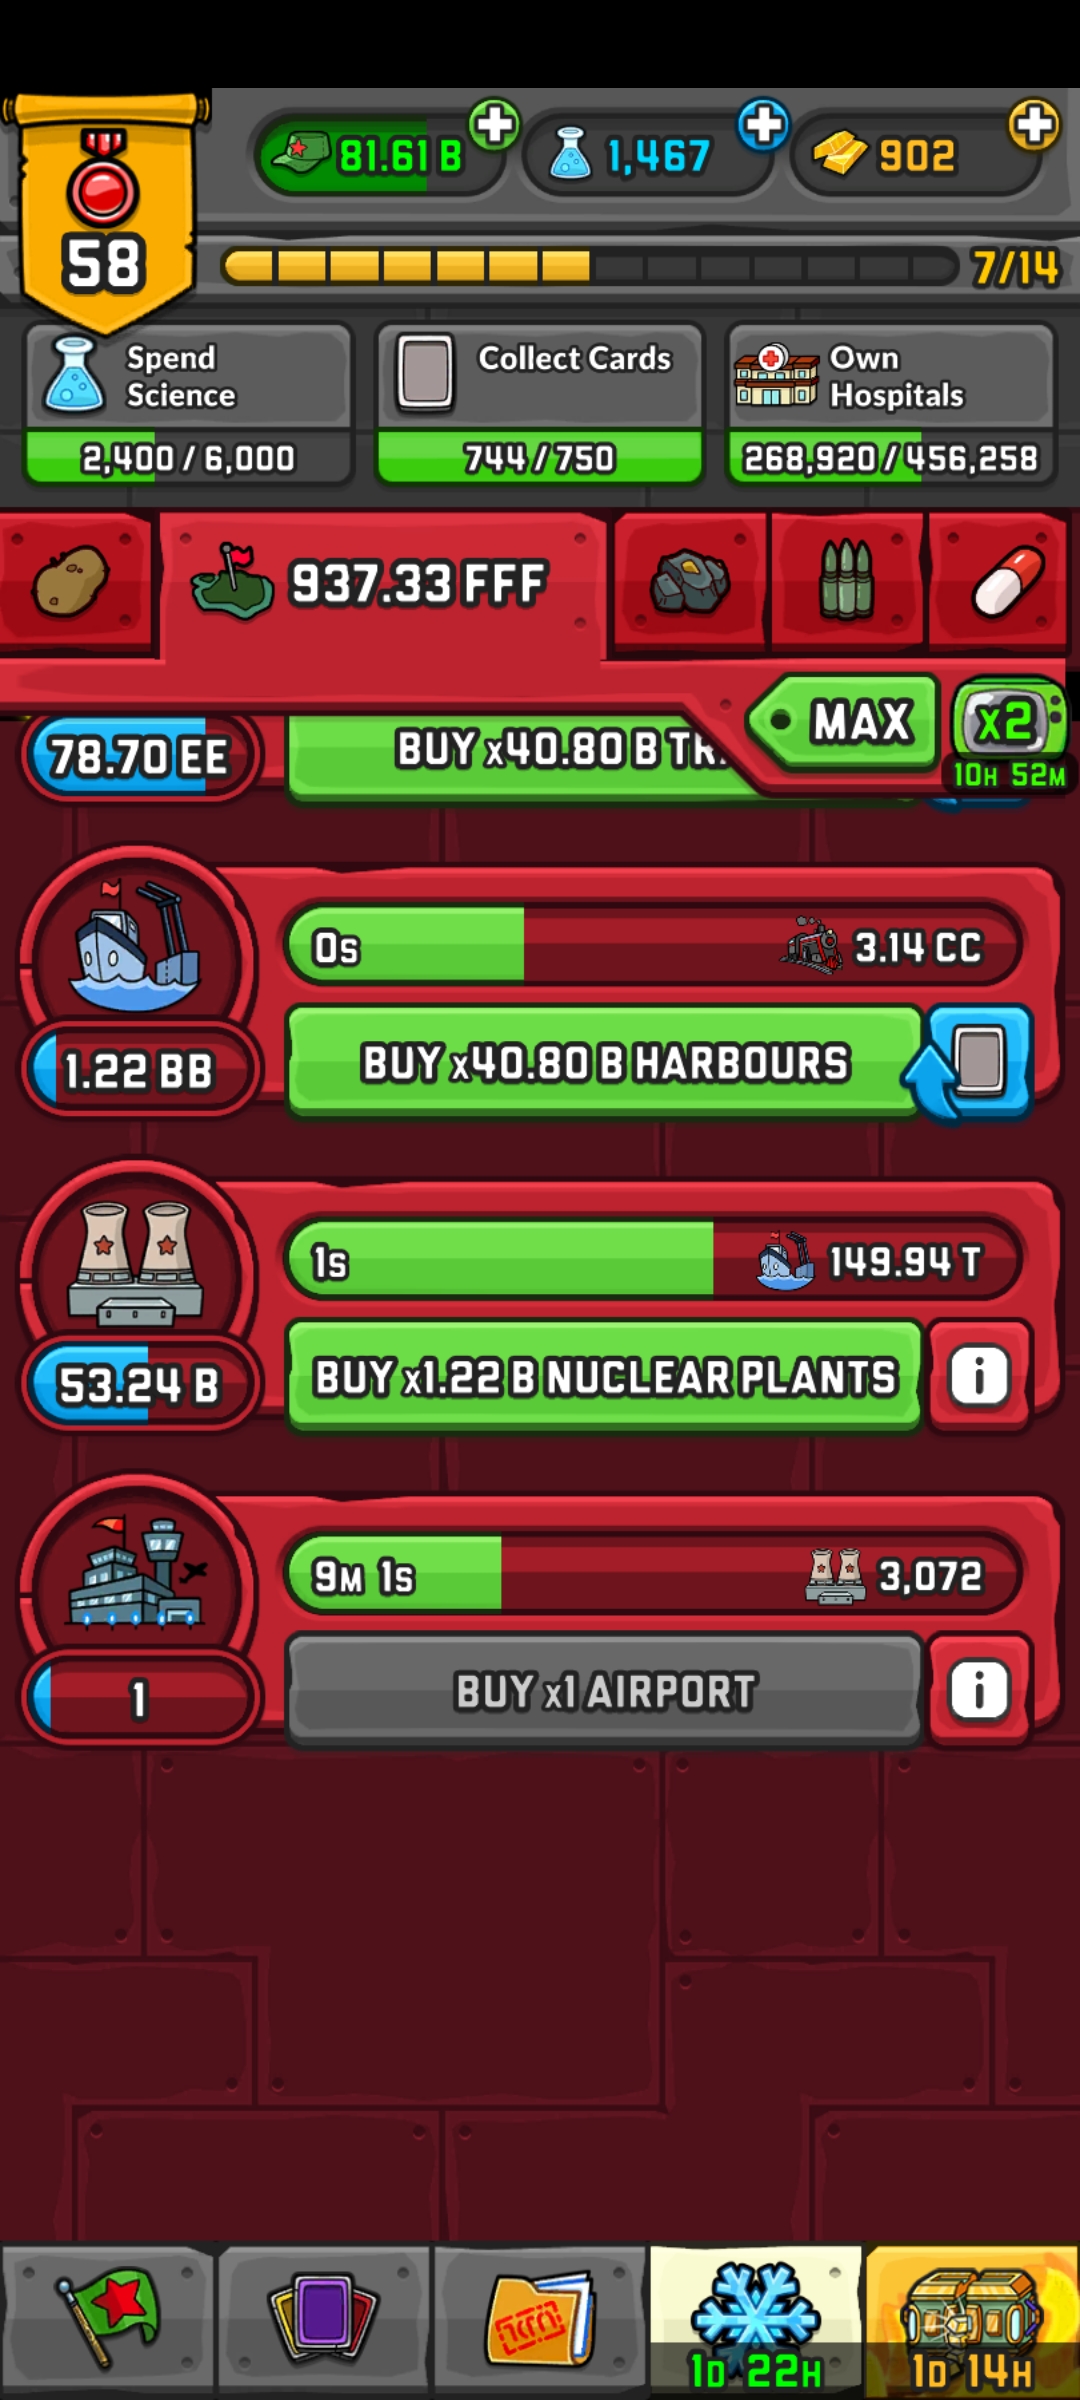 58
81.61 B
1,467
902
7/14
Spend
Science
2,400 / 6,000
Collect Cards
744 / 750
Own
Hospitals
268,920 / 456,258
937.33 FFF
MAX
x2
10H 52M
78.70 EE
BUY x40.80 B
0s
3.14 CC
1.22 BB
BUY x40.80 B HARBOURS
1s
149.94 T
53.24 B
BUY x1.22 B NUCLEAR PLANTS
i
9M 1s
3,072
1
BUY x1 AIRPORT
i
1D 22H
1D 14H